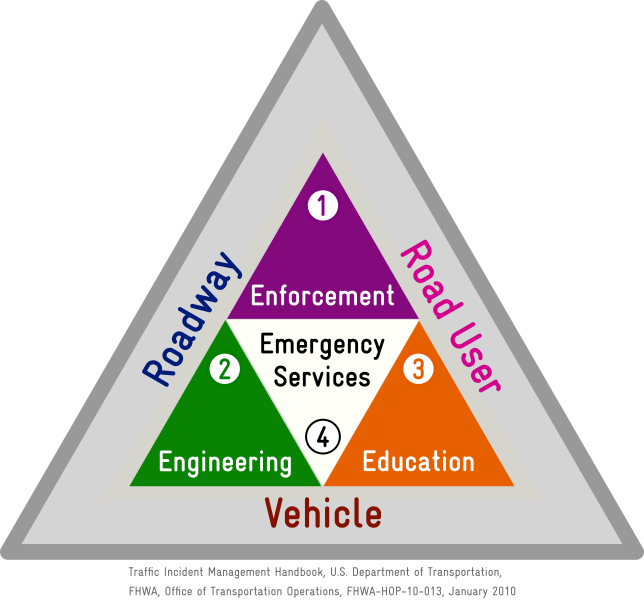 1
Enforcement
Roadway
Road User
Emergency
Services
2
3
4
Engineering
Education
Vehicle
Traffic Incident Management Handbook, U.S. Department of Transportation,
FHWA, Office of Transportation Operations, FHWA-HOP-10-013, January 2010